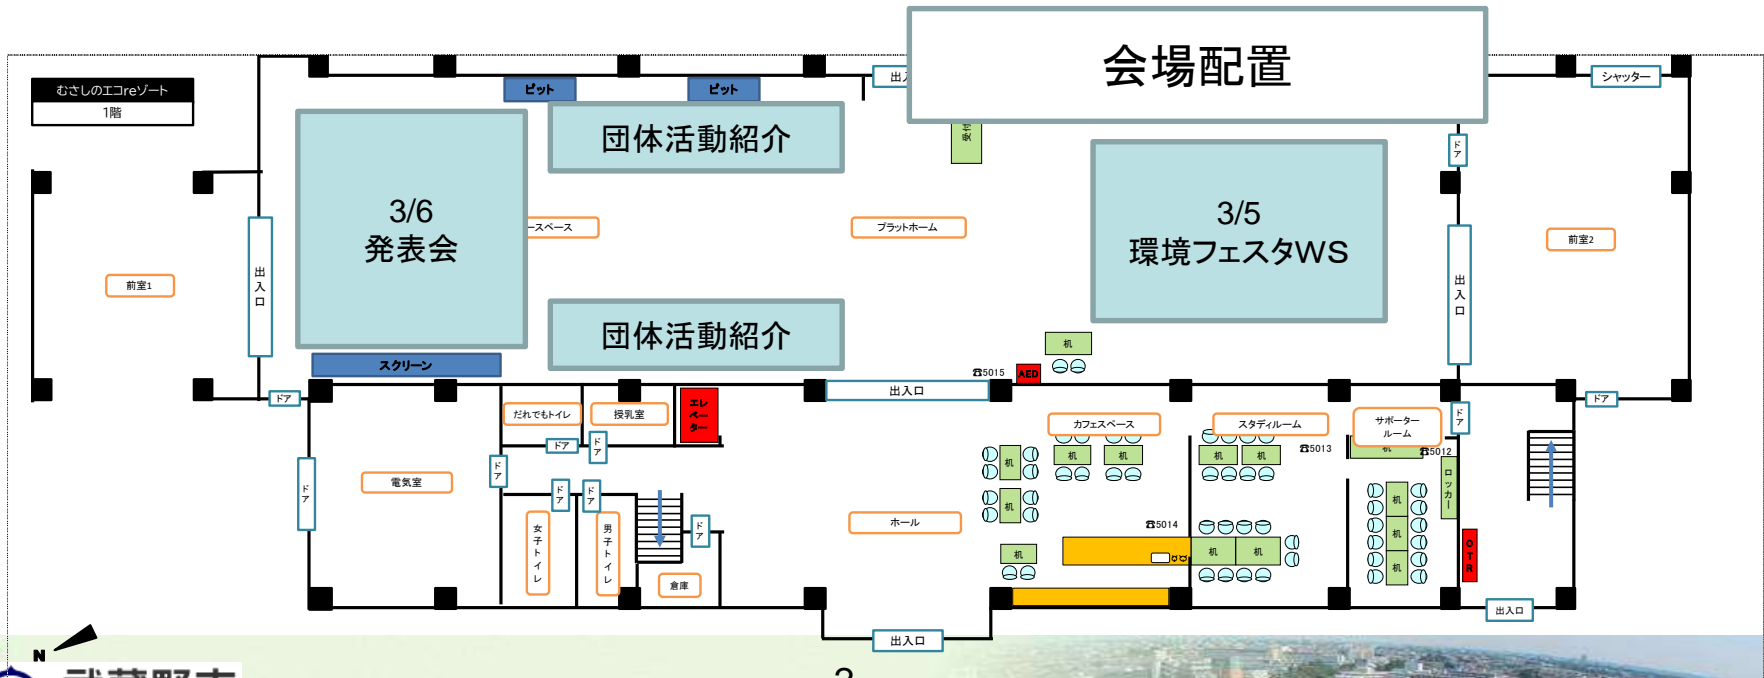 会場配置
むさしのエコreゾート
1階
ピット
ピット
出入
シャッター
団体活動紹介
受付
ドア
3/6
発表会
ースペース
プラットホーム
3/5
環境フェスタWS
前室2
前室1
出入口
出入口
団体活動紹介
スクリーン
机
☎5015
AED
ドア
出入口
ドア
だれでもトイレ
授乳室
エレベーター
カフェスペース
スタディルーム
サポーター
ルーム
ドア
ドア
ドア
机
机
机
机
机
机
☎5013
☎5012
電気室
ドア
ドア
ドア
ドア
ロッカー
机
机
机
机
女子トイレ
男子トイレ
ドア
ホール
☎5014
机
机
机
OTR
倉庫
出入口
出入口
N
武蔵野市